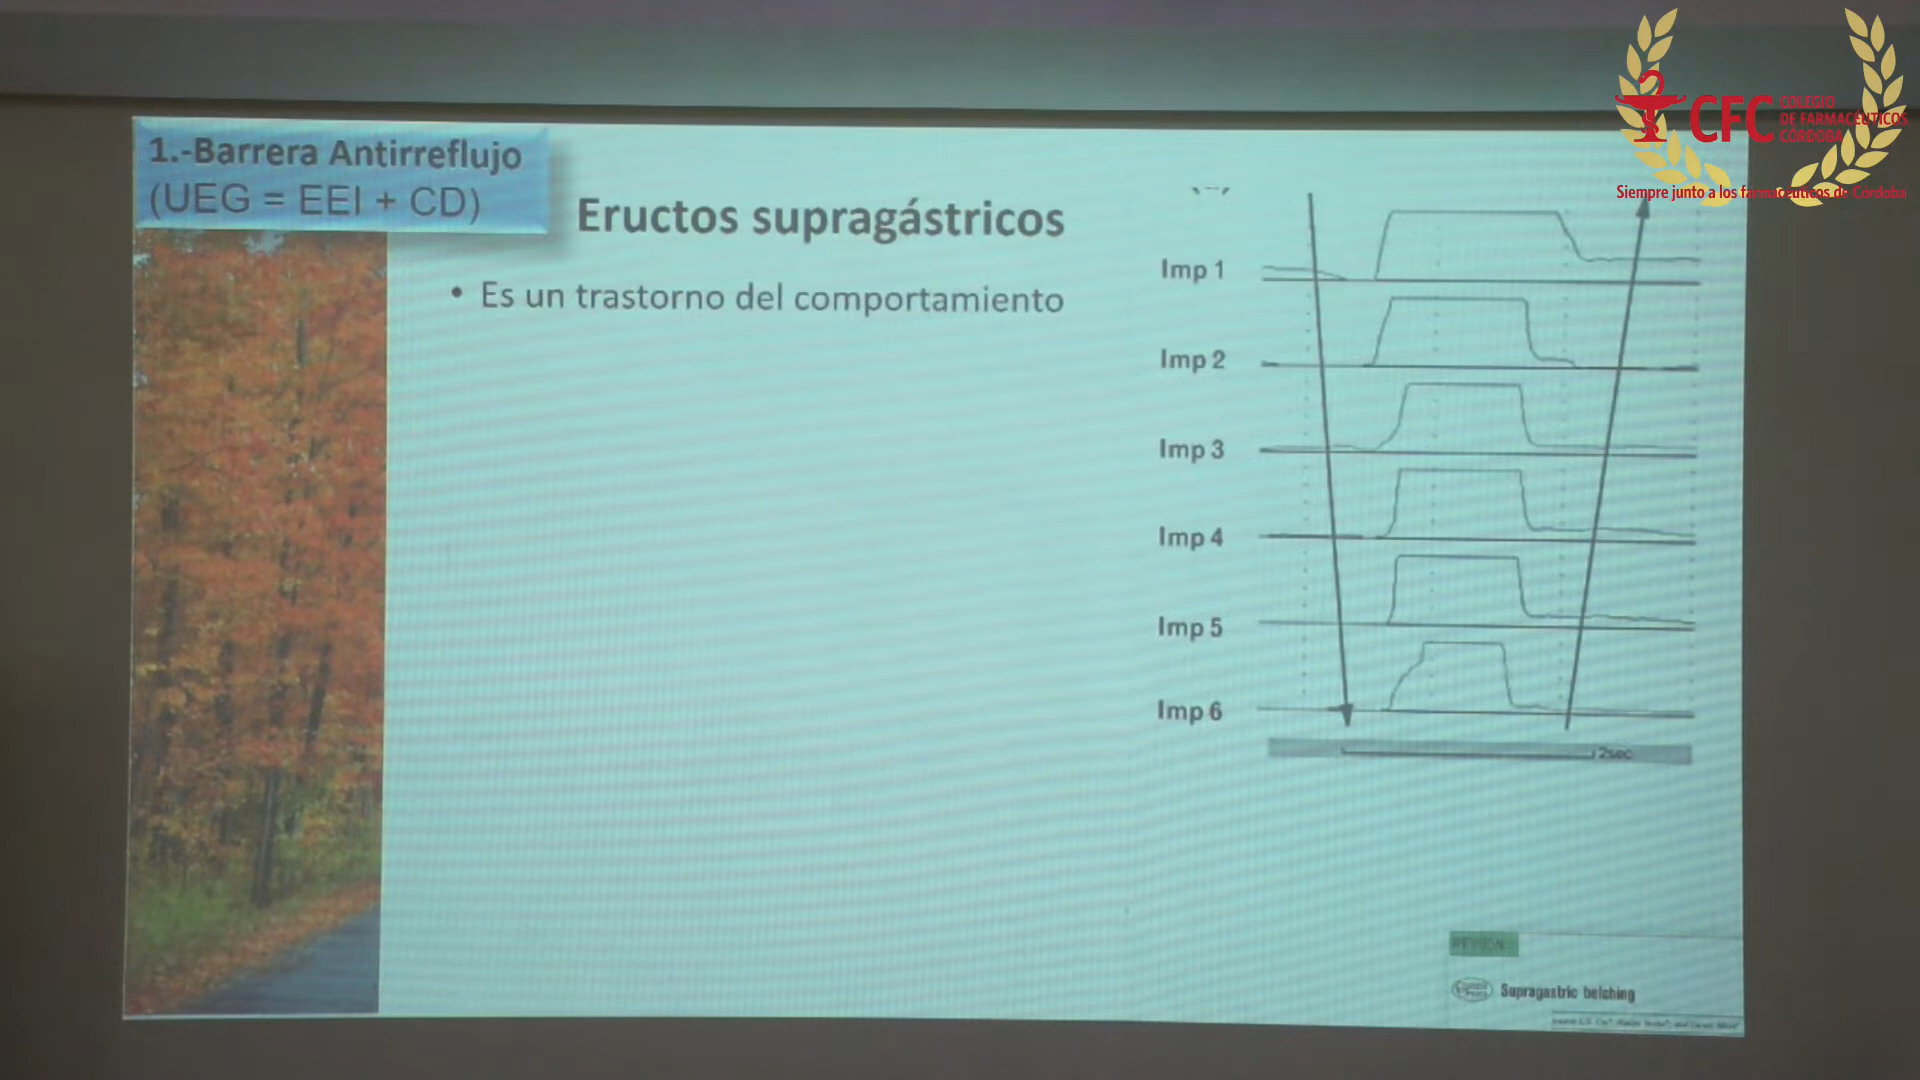 1.-Barrera Antirreflujo
(UEG = EEI + CD)
Eructos supragástricos
• Es un trastorno del comportamiento
Imp 1
Imp 2
Imp 3
Imp 4
Imp 5
Imp 6
2sec
REVIEW
Supragastric belching
CFC
COLEGIO
DE FARMACÉUTICOS
CÓRDOBA
Siempre junto a los farmacéuticos de Córdoba